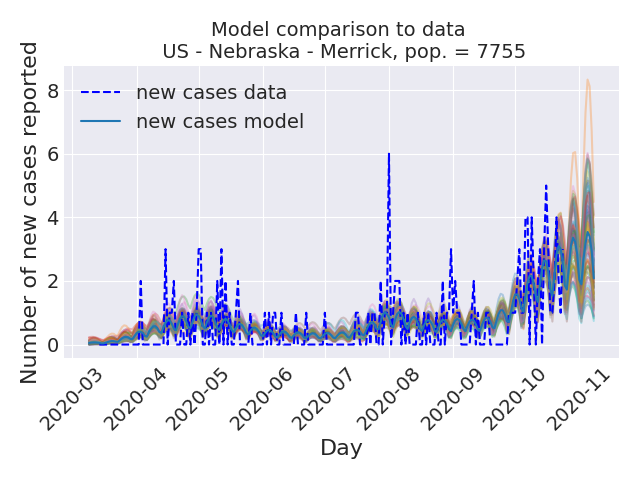 Model comparison to data
US - Nebraska - Merrick, pop. = 7755
Number of new cases reported
8
6
4
2
0
new cases data
new cases model
2020-03
2020-04
2020-05
2020-06
2020-07
2020-08
2020-09
2020-10
2020-11
Day